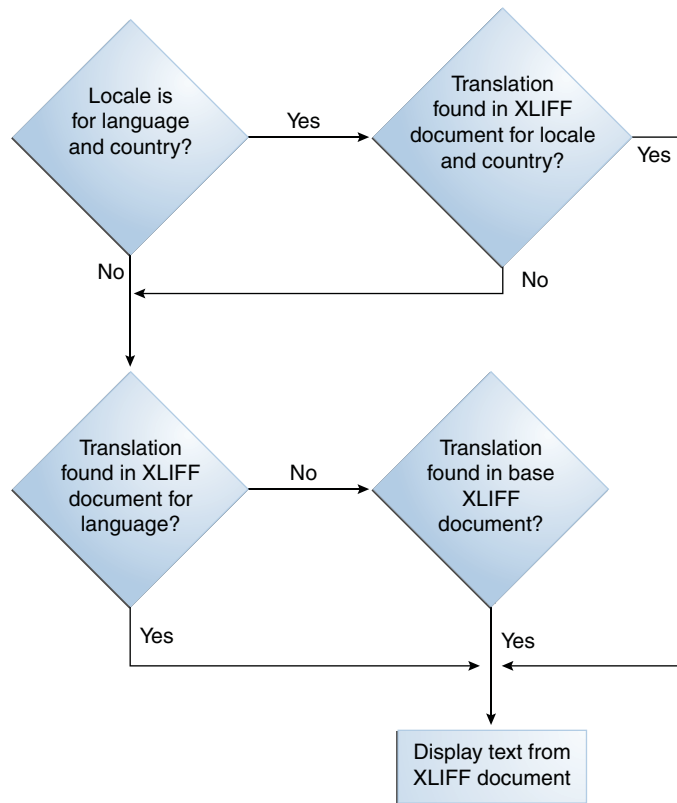 Locale is
for language
and country?
Yes
Translation
found in XLIFF
document for locale
and country?
Yes
No
No
Translation
found in XLIFF
document for
language?
No
Translation
found in base
XLIFF
document?
Yes
Yes
Display text from
XLIFF document